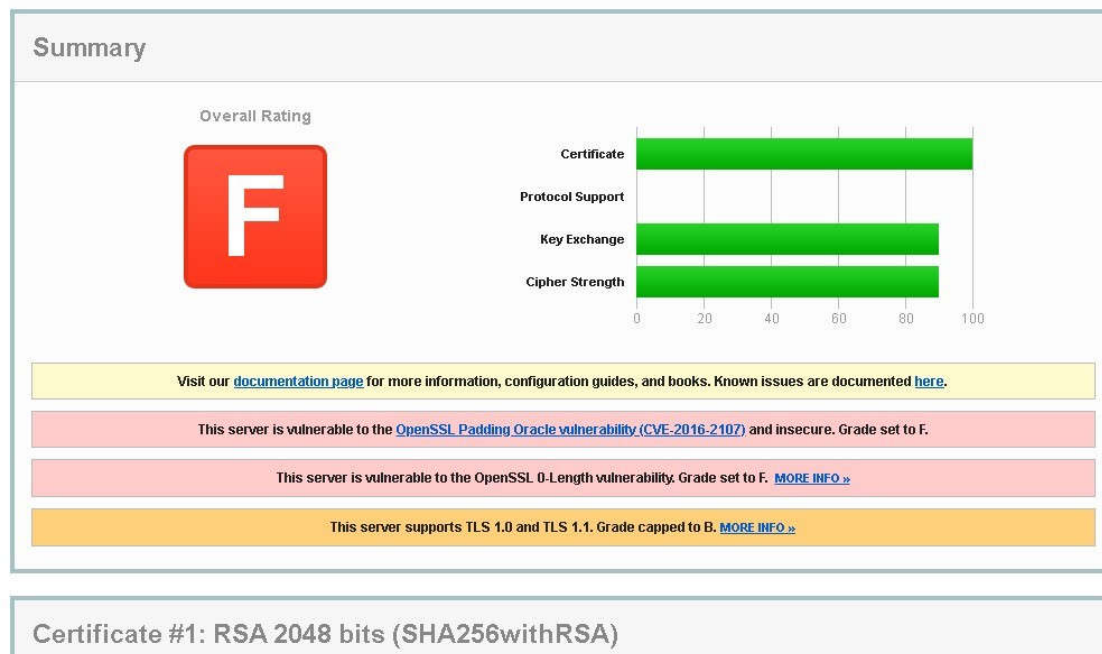 Summary
Overall Rating
F
Certificate
Protocol Support
Key Exchange
Cipher Strength
0 20 40 60 80 100
Visit our documentation page for more information, configuration guides, and books. Known issues are documented here.
This server is vulnerable to the OpenSSL Padding Oracle vulnerability (CVE-2016-2107) and insecure. Grade set to F.
This server is vulnerable to the OpenSSL 0-Length vulnerability. Grade set to F. MORE INFO »
This server supports TLS 1.0 and TLS 1.1. Grade capped to B. MORE INFO »
Certificate #1: RSA 2048 bits (SHA256withRSA)